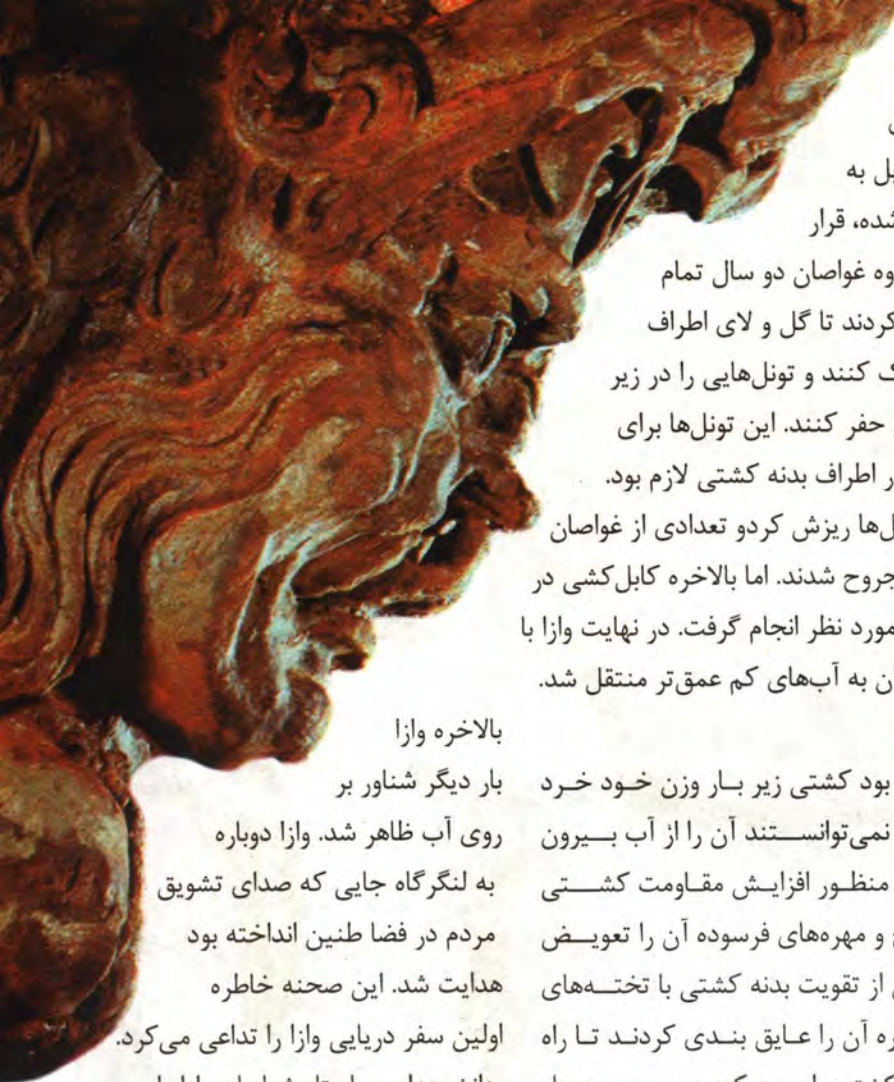 بل به
شده، قرار
وه غواصان دو سال تمام
کردند تا گل و لای اطراف
ک کنند و تونل‌هایی را در زیر
حفر کنند. این تونل‌ها برای
ر اطراف بدنه کشتی لازم بود.
ل‌ها ریزش کردو تعدادی از غواصان
جروح شدند. اما بالاخره کابل‌کشی در
مورد نظر انجام گرفت. در نهایت وازا با
ن به آب‌های کم عمق‌تر منتقل شد.
بود کشتی زیر بار وزن خود خرد
نمی‌توانستند آن را از آب بیرون
منظور افزایش مقاومت کشتی
و مهره‌های فرسوده آن را تعویض
از تقویت بدنه کشتی با تخته‌های
ره آن را عایق بندی کردند تا راه
بالاخره وازا
بار دیگر شناور بر
روی آب ظاهر شد. وازا دوباره
به لنگرگاه جایی که صدای تشویق
مردم در فضا طنین انداخته بود
هدایت شد. این صحنه خاطره
اولین سفر دریایی وازا را تداعی می‌کرد.